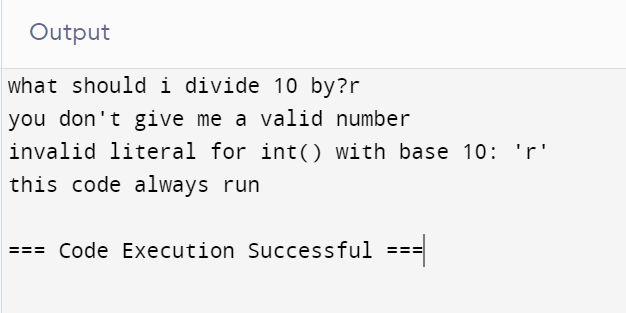 Output
what should i divide 10 by?r
you don't give me a valid number
invalid literal for int() with base 10: 'r'
this code always run
=== Code Execution Successful ===